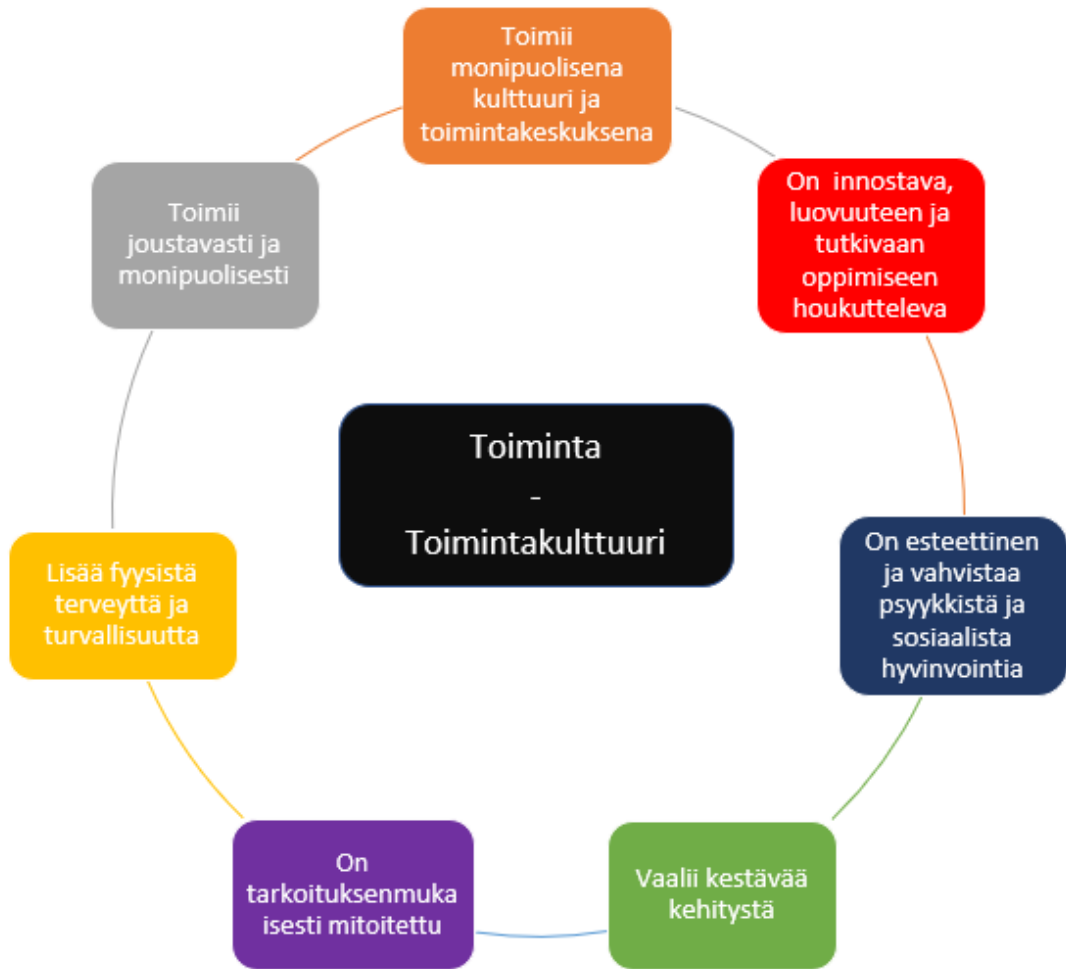 Toimii
monipuolisena
kulttuuri ja
toimintakeskuksena
On innostava,
luovuuteen ja
tutkivaan
oppimiseen
houkutteleva
On esteettinen
ja vahvistaa
psyykkistä ja
sosiaalista
hyvinvointia
Vaalii kestävää
kehitystä
On
tarkoituksenmuka
isesti mitoitettu
Lisää fyysistä
terveyttä ja
turvallisuutta
Toimii
joustavasti ja
monipuolisesti
Toiminta
-
Toimintakulttuuri